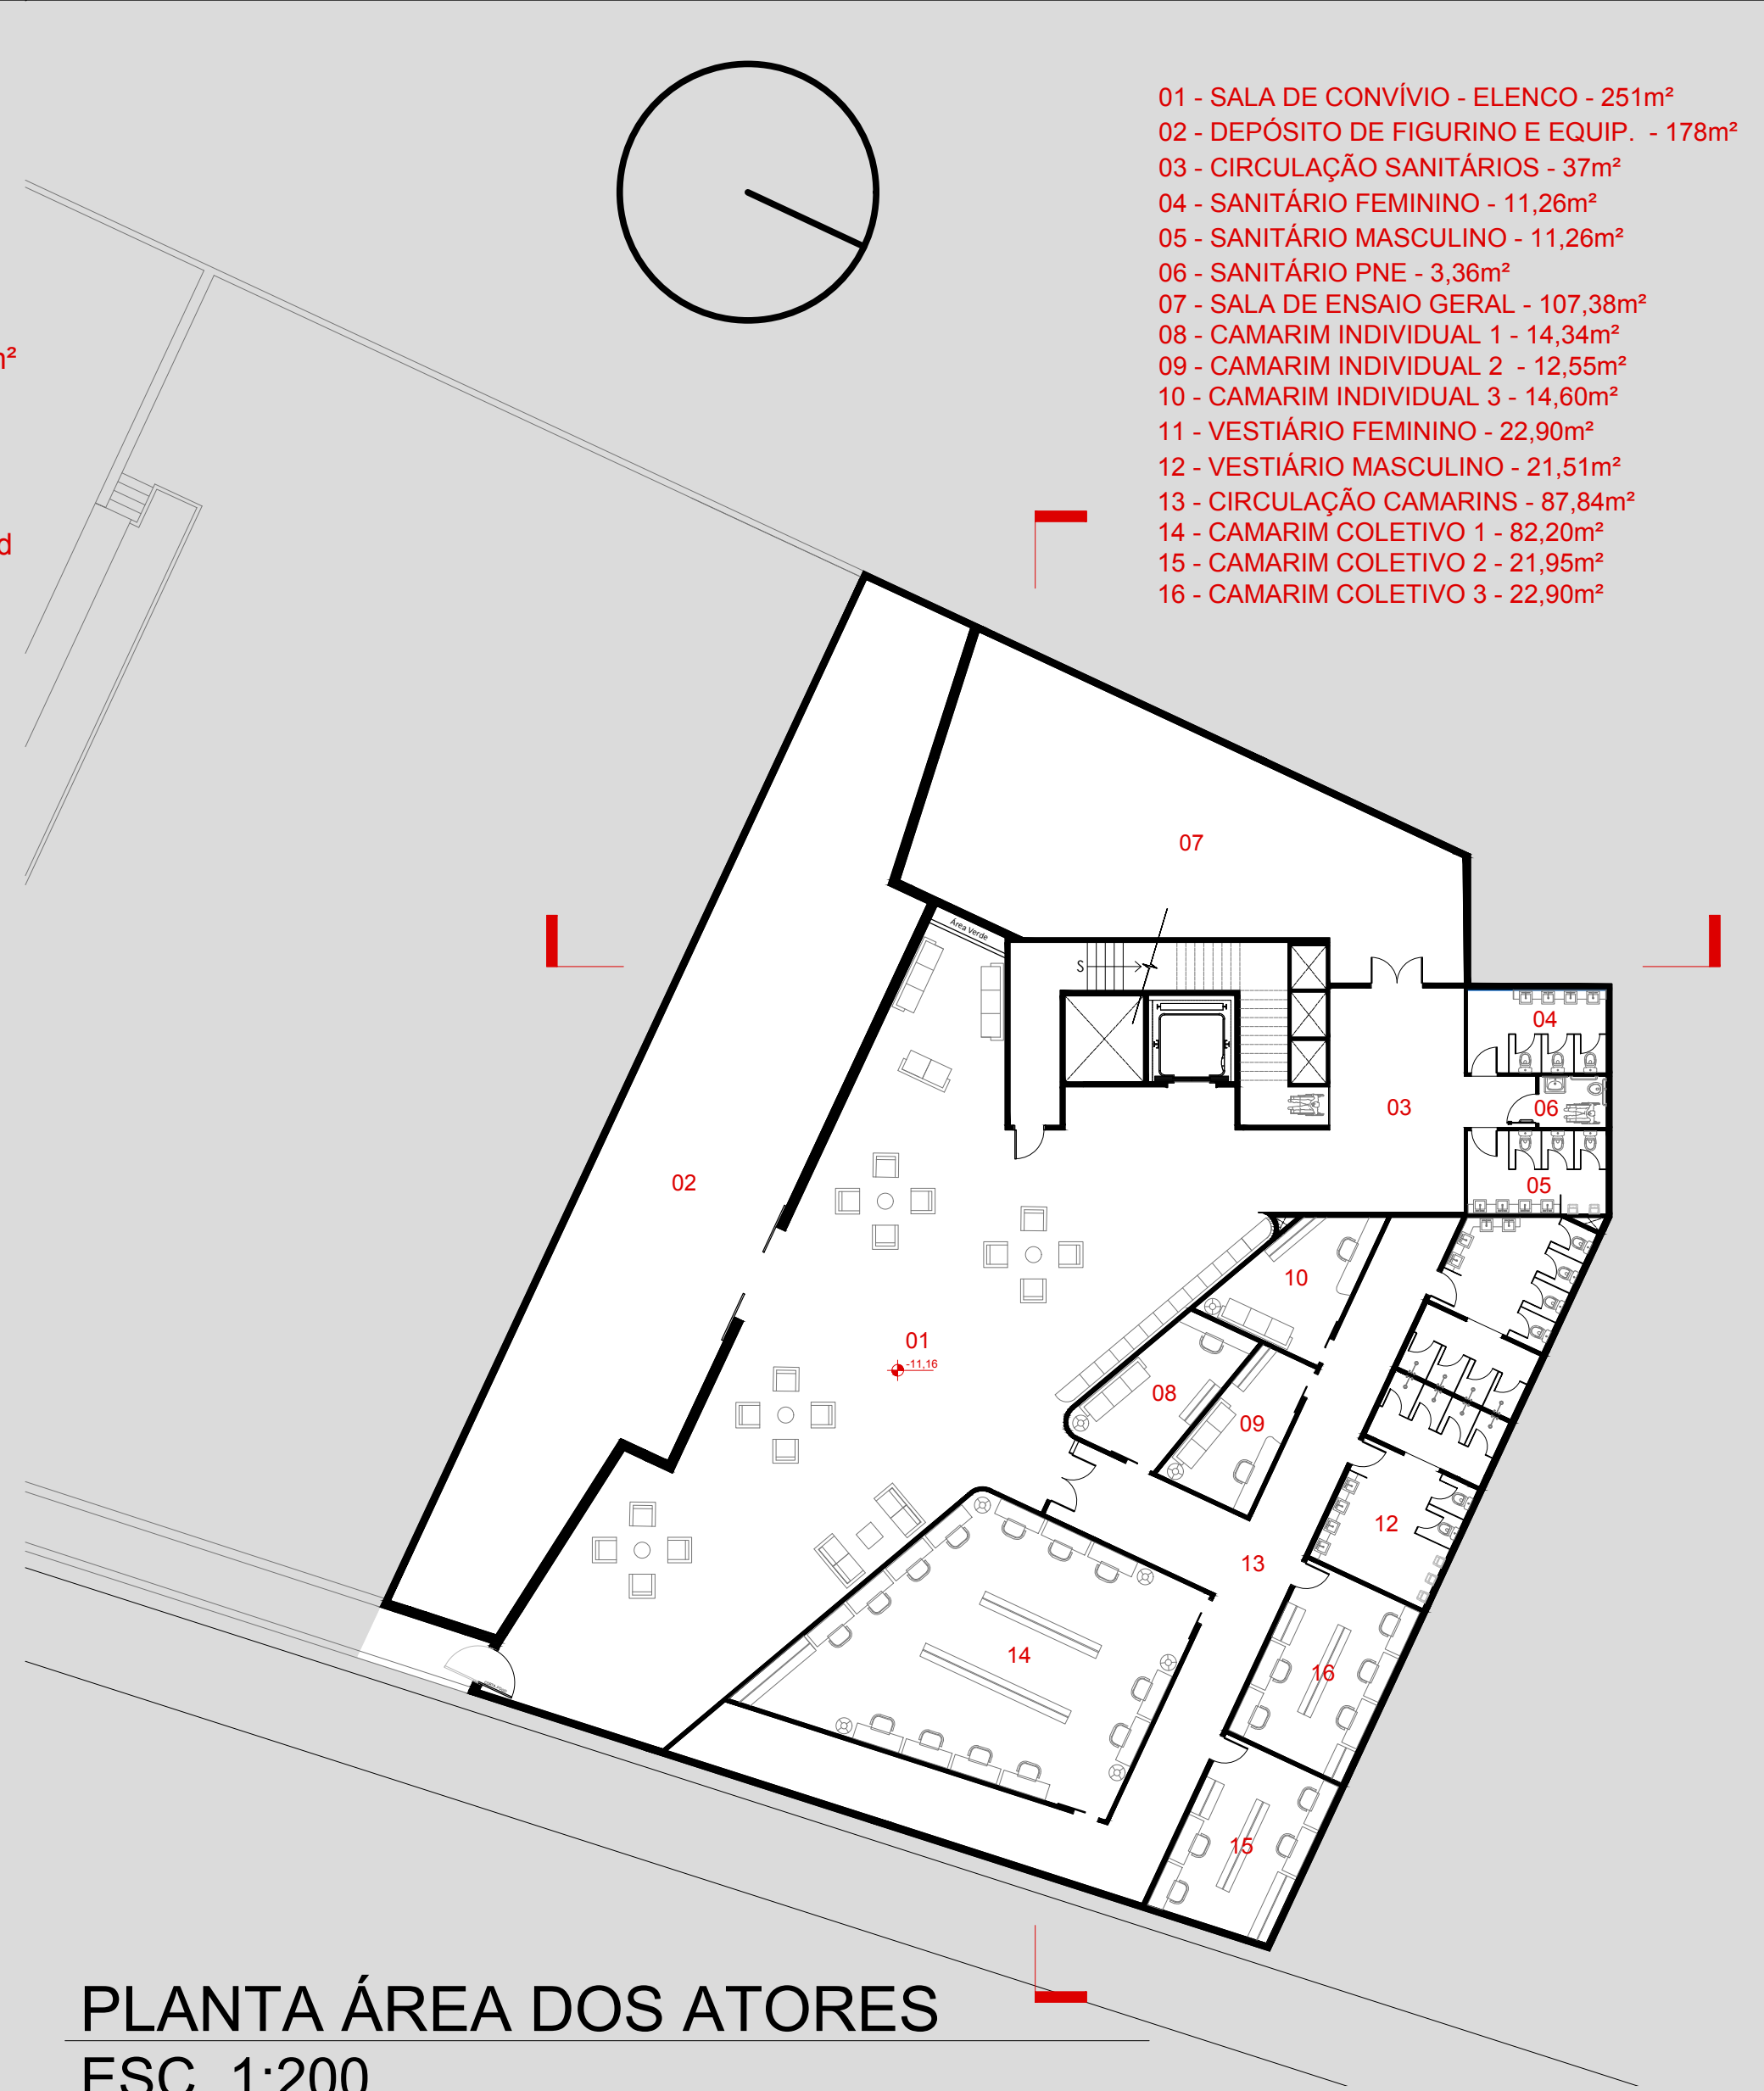 01 - SALA DE CONVÍVIO - ELENCO - 251m²
02 - DEPÓSITO DE FIGURINO E EQUIP.  - 178m²
03 - CIRCULAÇÃO SANITÁRIOS - 37m²
04 - SANITÁRIO FEMININO - 11,26m²
05 - SANITÁRIO MASCULINO - 11,26m²
06 - SANITÁRIO PNE - 3,36m²
07 - SALA DE ENSAIO GERAL - 107,38m²
08 - CAMARIM INDIVIDUAL 1 - 14,34m²
09 - CAMARIM INDIVIDUAL 2  - 12,55m²
10 - CAMARIM INDIVIDUAL 3 - 14,60m²
11 - VESTIÁRIO FEMININO - 22,90m²
12 - VESTIÁRIO MASCULINO - 21,51m²
13 - CIRCULAÇÃO CAMARINS - 87,84m²
14 - CAMARIM COLETIVO 1 - 82,20m²
15 - CAMARIM COLETIVO 2 - 21,95m²
16 - CAMARIM COLETIVO 3 - 22,90m²
m²
d
07
Área Verde
S
04
03
06
02
05
10
01
-11,16
08
09
12
13
14
16
15
PLANTA ÁREA DOS ATORES
ESC. 1:200